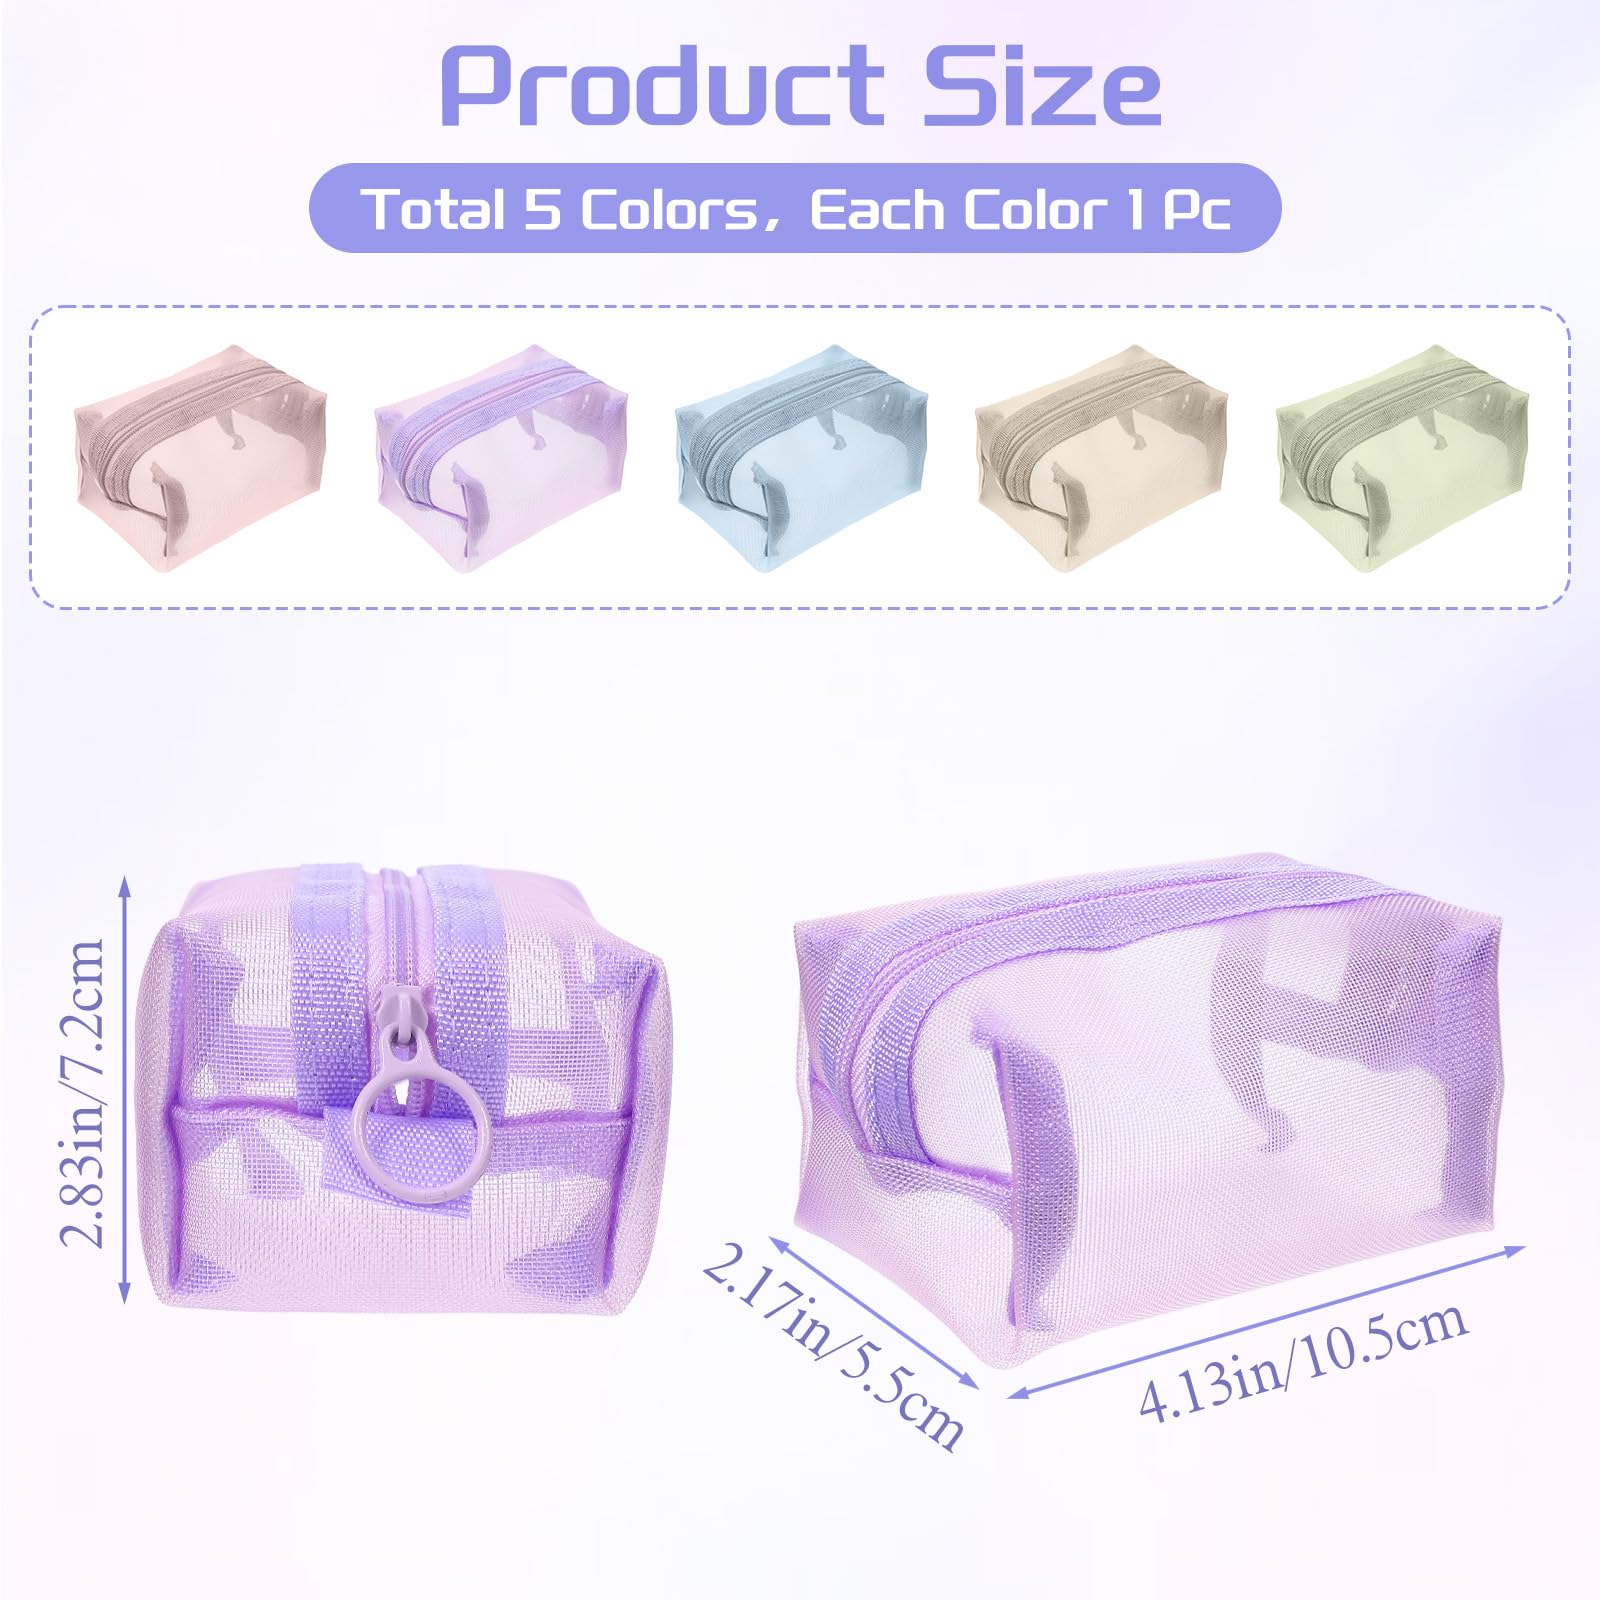 Product Size
Total 5 Colors, Each Color 1 Pc
2.83in/7.2cm
2.17in/5.5cm
4.13in/10.5cm